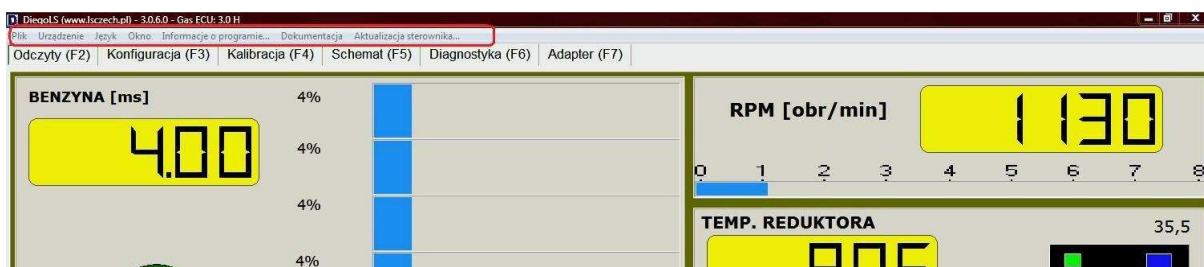 DiegoLS (www.lsczech.pl) - 3.0.6.0 - Gas ECU: 3.0 H
Plik Urządzenie Język Okno Informacje o programie... Dokumentacja Aktualizacja sterownika...
Odczyty (F2) Konfiguracja (F3) Kalibracja (F4) Schemat (F5) Diagnostyka (F6) Adapter (F7)
BENZYNA [ms]
4.00
4%
4%
4%
4%
RPM [obr/min]
1130
0 1 2 3 4 5 6 7 8
TEMP. REDUKTORA
35,5